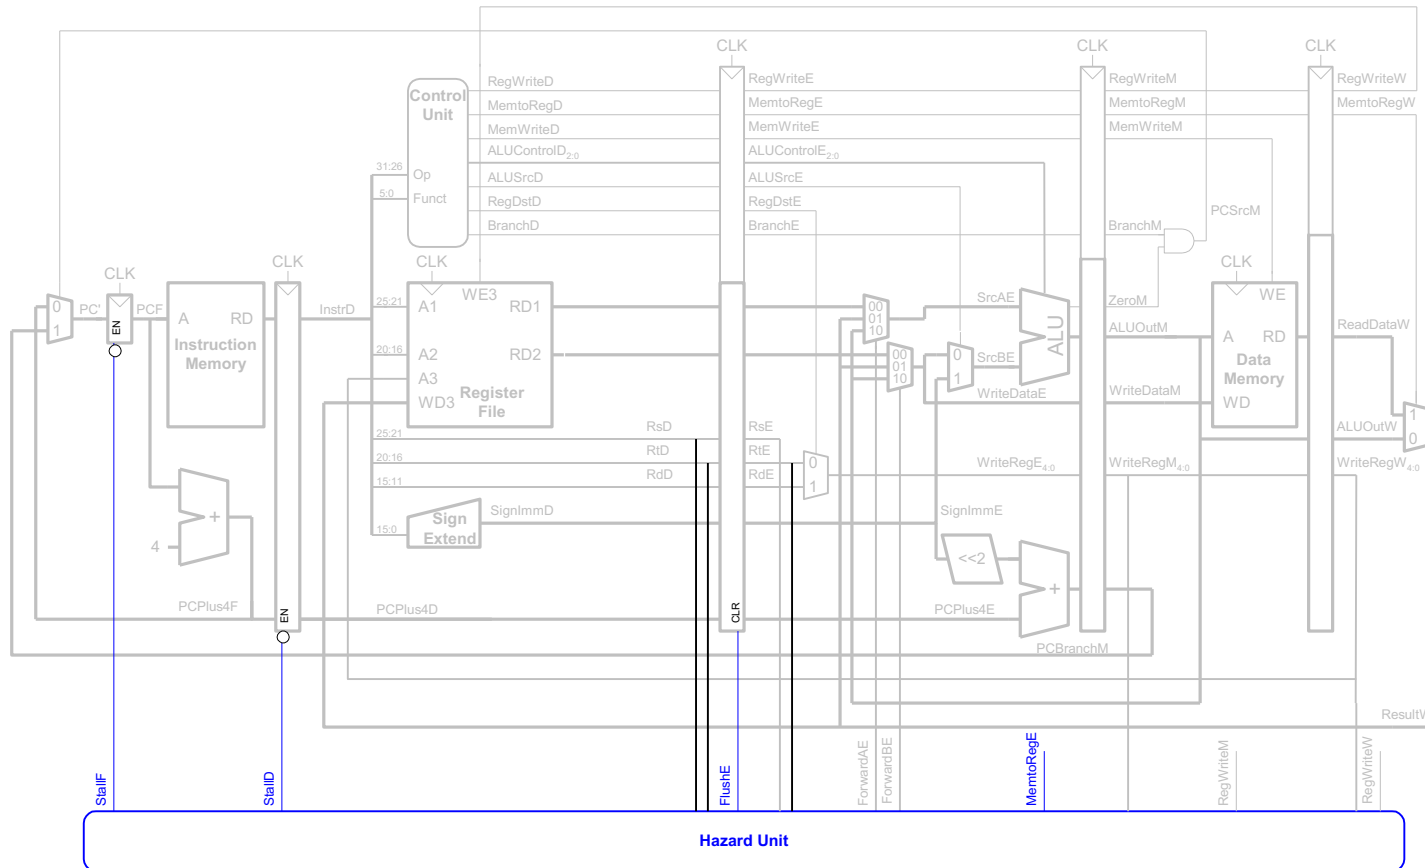 CLK CLK CLK
Control Unit
RegWriteD RegWriteE RegWriteM RegWriteW
MemtoRegD MemtoRegE MemtoRegM MemtoRegW
MemWriteD MemWriteE MemWriteM
ALUControlD2:0 ALUControlE2:0
31:26 Op ALUSrcD ALUSrcE
5:0 Funct RegDstD RegDstE PCSrcM
BranchD BranchE BranchM
CLK CLK CLK CLK
0 PC' PCF A RD InstrD 25:21 A1 WE3 RD1 00 SrcAE ZeroM WE
1 EN Instruction Memory 01 10 ALU ALUOutM A RD ReadDataW
20:16 A2 RD2 00 01 10 0 SrcBE Data Memory
A3 1
WD3 Register File WriteDataE WriteDataM WD 1
25:21 RsD RsE ALUOutW 0
20:16 RtD RtE 0 WriteRegE4:0 WriteRegM4:0 WriteRegW4:0
15:11 RdD RdE 1
+ Sign Extend SignImmD SignImmE
15:0
4 <<2 +
PCPlus4F EN PCPlus4D CLR PCPlus4E
PCBranchM
ResultW
StallF StallD FlushE ForwardAE ForwardBE MemtoRegE RegWriteM RegWriteW
Hazard Unit